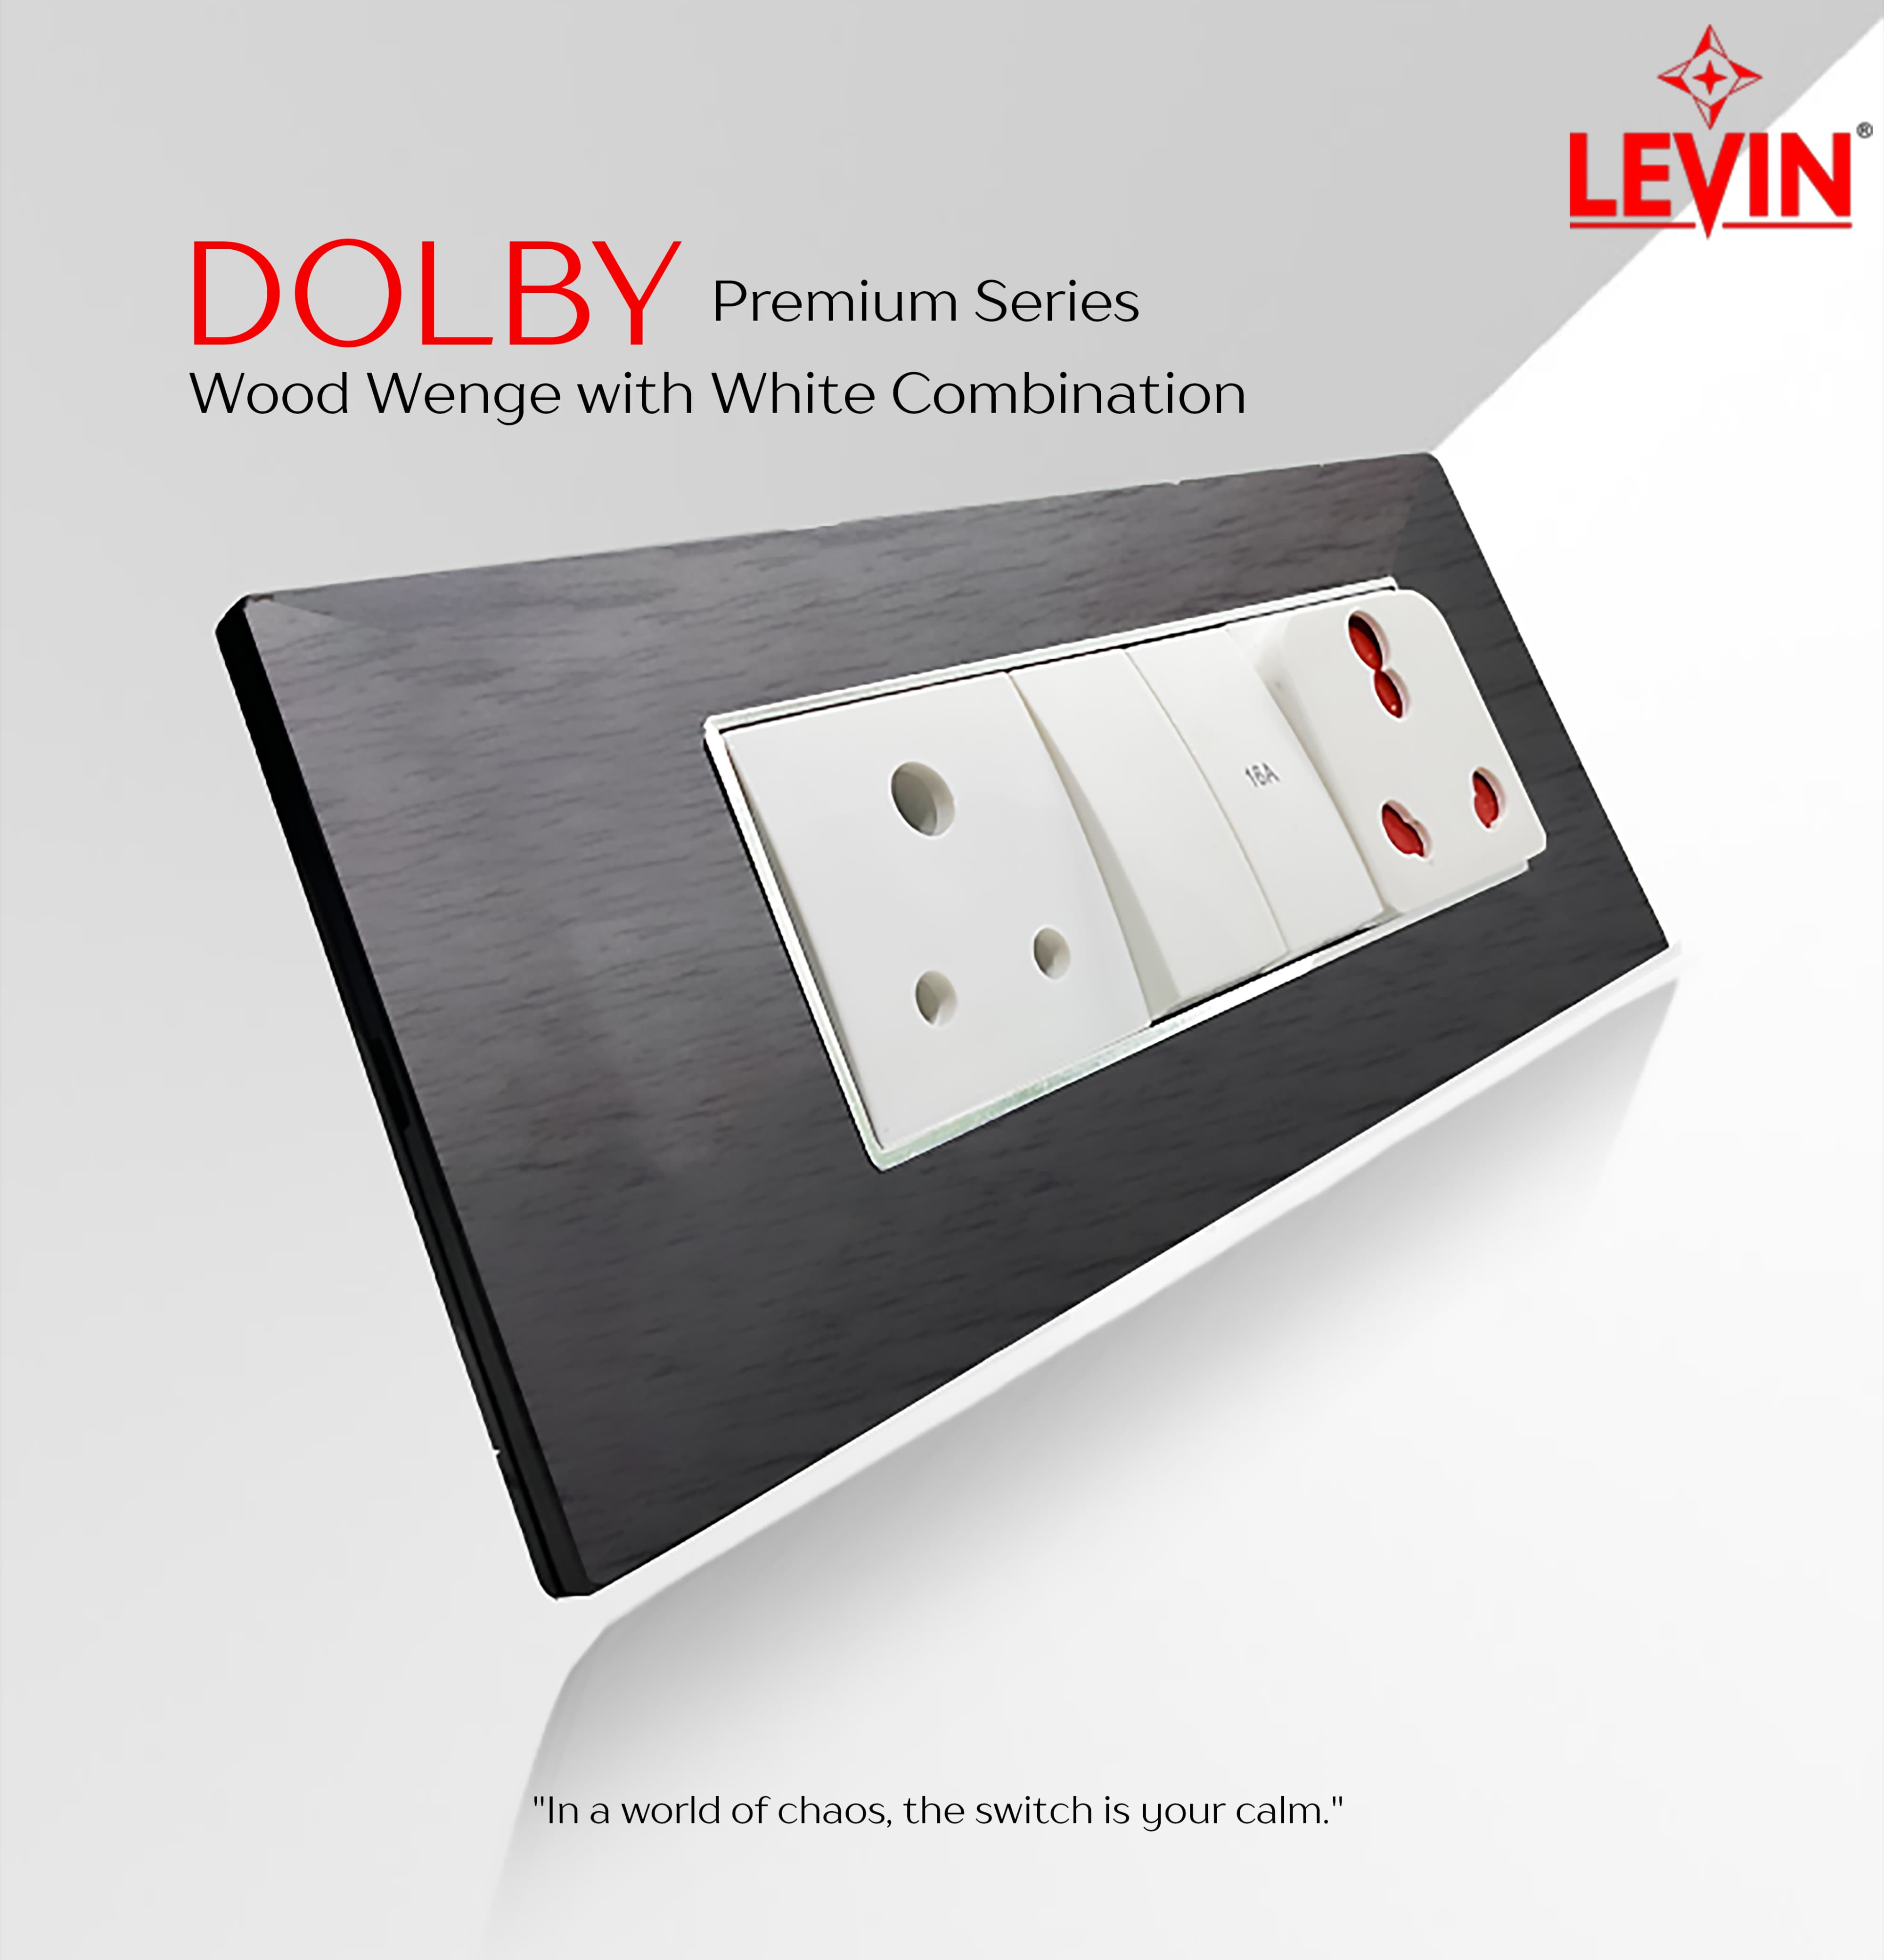 LEVIN®
DOLBY Premium Series
Wood Wenge with White Combination
16A
"In a world of chaos, the switch is your calm."